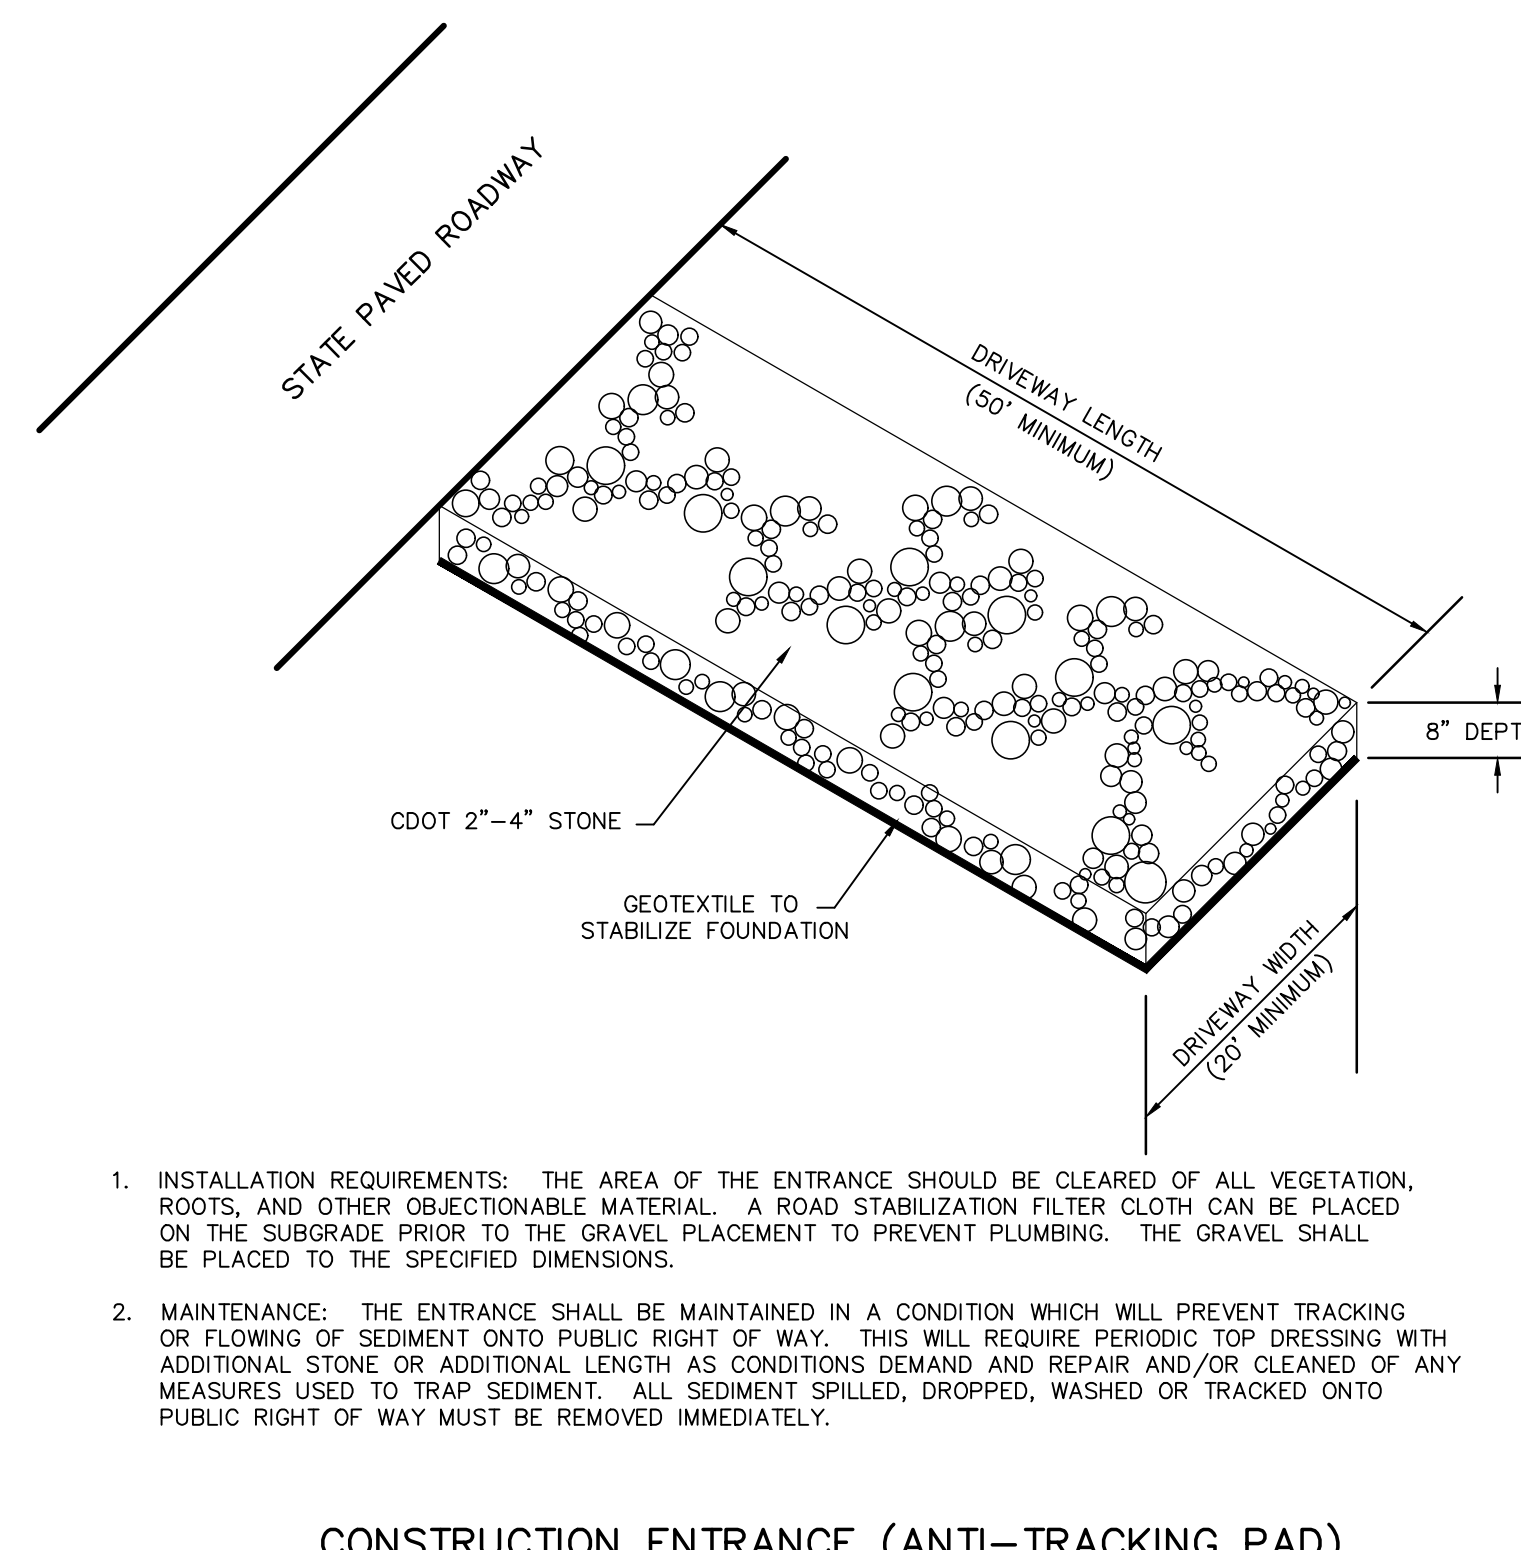 STATE PAVED ROADWAY
DRIVEWAY LENGTH
(50' MINIMUM)
8" DEPT
CDOT 2"-4" STONE
GEOTEXTILE TO
STABILIZE FOUNDATION
DRIVEWAY WIDTH
(20' MINIMUM)
1. INSTALLATION REQUIREMENTS: THE AREA OF THE ENTRANCE SHOULD BE CLEARED OF ALL VEGETATION,
ROOTS, AND OTHER OBJECTIONABLE MATERIAL. A ROAD STABILIZATION FILTER CLOTH CAN BE PLACED
ON THE SUBGRADE PRIOR TO THE GRAVEL PLACEMENT TO PREVENT PLUMBING. THE GRAVEL SHALL
BE PLACED TO THE SPECIFIED DIMENSIONS.
2. MAINTENANCE: THE ENTRANCE SHALL BE MAINTAINED IN A CONDITION WHICH WILL PREVENT TRACKING
OR FLOWING OF SEDIMENT ONTO PUBLIC RIGHT OF WAY. THIS WILL REQUIRE PERIODIC TOP DRESSING WITH
ADDITIONAL STONE OR ADDITIONAL LENGTH AS CONDITIONS DEMAND AND REPAIR AND/OR CLEANED OF ANY
MEASURES USED TO TRAP SEDIMENT. ALL SEDIMENT SPILLED, DROPPED, WASHED OR TRACKED ONTO
PUBLIC RIGHT OF WAY MUST BE REMOVED IMMEDIATELY.
CONSTRUCTION ENTRANCE (ANTI-TRACKING PAD)